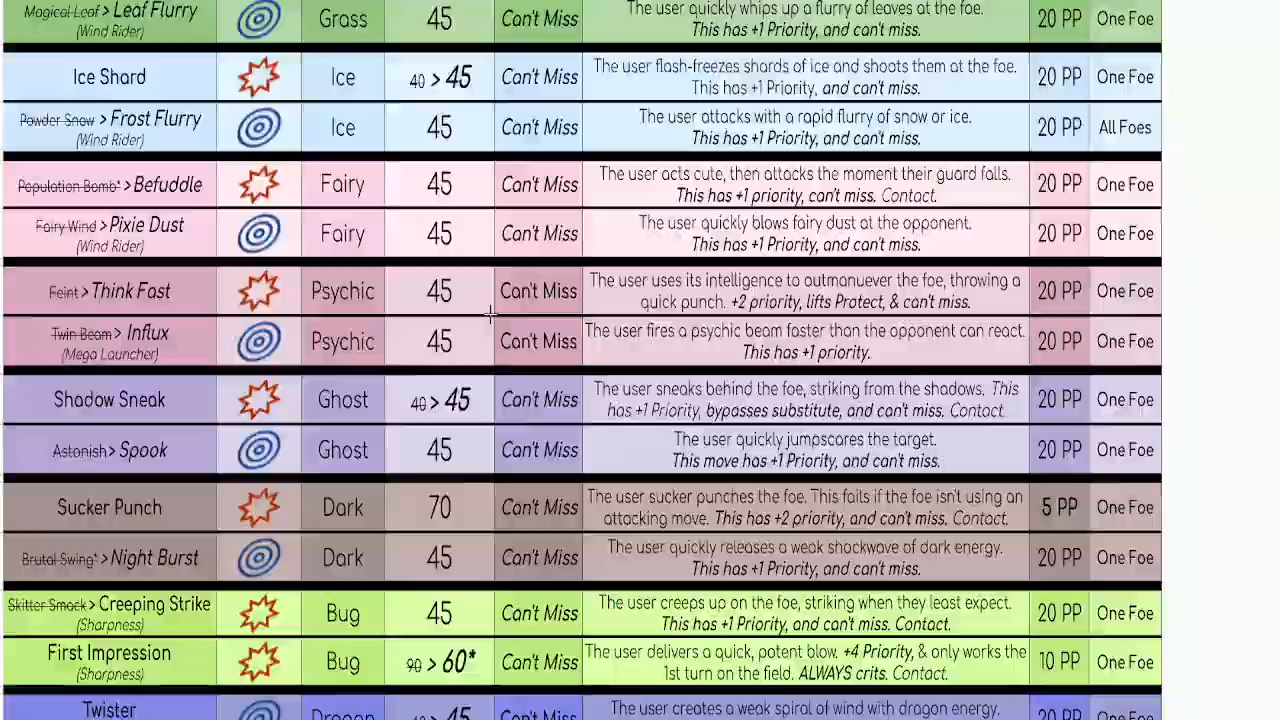 Magical Leaf > Leaf Flurry
(Wind Rider)
Grass
45
Can't Miss
The user quickly whips up a flurry of leaves at the foe.
This has +1 Priority, and can't miss.
20 PP
One Foe
Ice Shard
Ice
40 > 45
Can't Miss
The user flash-freezes shards of ice and shoots them at the foe.
This has +1 Priority, and can't miss.
20 PP
One Foe
Powder Snow > Frost Flurry
(Wind Rider)
Ice
45
Can't Miss
The user attacks with a rapid flurry of snow or ice.
This has +1 Priority, and can't miss.
20 PP
All Foes
Population Bomb* > Befuddle
Fairy
45
Can't Miss
The user acts cute, then attacks the moment their guard falls.
This has +1 priority, can't miss. Contact.
20 PP
One Foe
Fairy Wind > Pixie Dust
(Wind Rider)
Fairy
45
Can't Miss
The user quickly blows fairy dust at the opponent.
This has +1 Priority, and can't miss.
20 PP
One Foe
Feint > Think Fast
Psychic
45
Can't Miss
The user uses its intelligence to outmanuever the foe, throwing a
quick punch. +2 priority, lifts Protect, & can't miss.
20 PP
One Foe
Twin Beam > Influx
(Mega Launcher)
Psychic
45
Can't Miss
The user fires a psychic beam faster than the opponent can react.
This has +1 priority.
20 PP
One Foe
Shadow Sneak
Ghost
40 > 45
Can't Miss
The user sneaks behind the foe, striking from the shadows. This
has +1 Priority, bypasses substitute, and can't miss. Contact.
20 PP
One Foe
Astonish > Spook
Ghost
45
Can't Miss
The user quickly jumpscares the target.
This move has +1 Priority, and can't miss.
20 PP
One Foe
Sucker Punch
Dark
70
Can't Miss
The user sucker punches the foe. This fails if the foe isn't using an
attacking move. This has +2 priority, and can't miss. Contact.
5 PP
One Foe
Brutal Swing* > Night Burst
Dark
45
Can't Miss
The user quickly releases a weak shockwave of dark energy.
This has +1 Priority, and can't miss.
20 PP
One Foe
Skitter Smack > Creeping Strike
(Sharpness)
Bug
45
Can't Miss
The user creeps up on the foe, striking when they least expect.
This has +1 Priority, and can't miss. Contact.
20 PP
One Foe
First Impression
(Sharpness)
Bug
90 > 60*
Can't Miss
The user delivers a quick, potent blow. +4 Priority, & only works the
1st turn on the field. ALWAYS crits. Contact.
10 PP
One Foe
Twister
Dragon
40 > 45
Can't Miss
The user creates a weak spiral of wind with dragon energy.
20 PP
One Foe